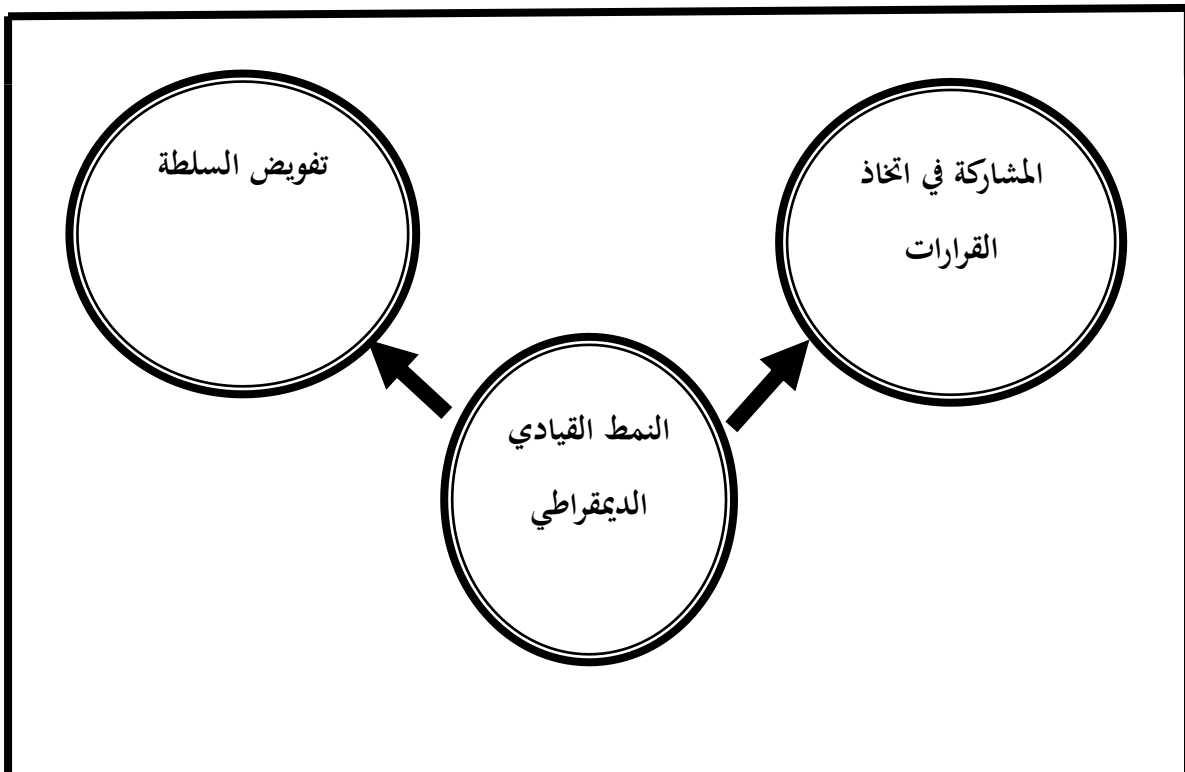 المشاركة في اتخاذ
القرارات
تفويض السلطة
النمط القيادي
الديمقراطي